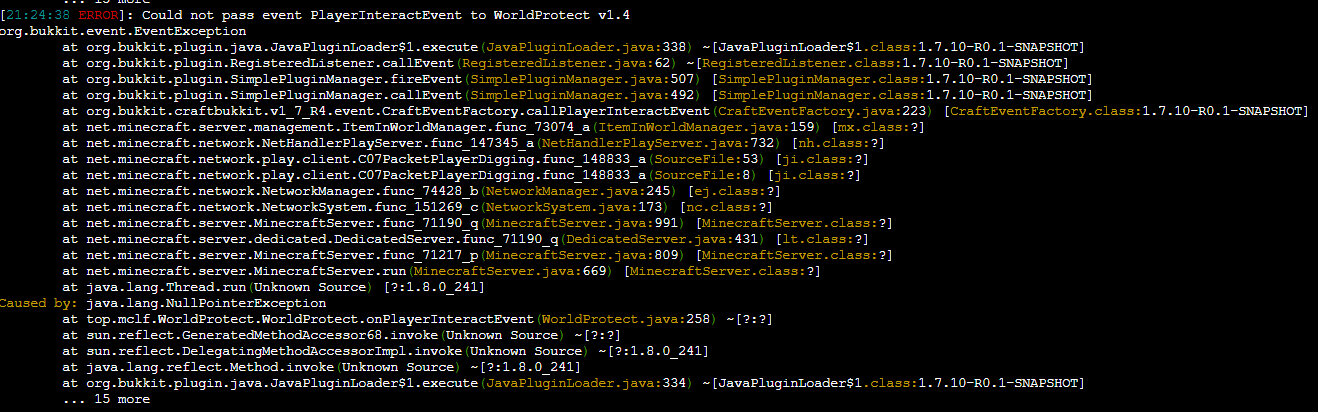 ... 15 more
[21:24:38 ERROR]: Could not pass event PlayerInteractEvent to WorldProtect v1.4
org.bukkit.event.EventException
at org.bukkit.plugin.java.JavaPluginLoader$1.execute(JavaPluginLoader.java:338) ~[JavaPluginLoader$1.class:1.7.10-R0.1-SNAPSHOT]
at org.bukkit.plugin.RegisteredListener.callEvent(RegisteredListener.java:62) ~[RegisteredListener.class:1.7.10-R0.1-SNAPSHOT]
at org.bukkit.plugin.SimplePluginManager.fireEvent(SimplePluginManager.java:507) [SimplePluginManager.class:1.7.10-R0.1-SNAPSHOT]
at org.bukkit.plugin.SimplePluginManager.callEvent(SimplePluginManager.java:492) [SimplePluginManager.class:1.7.10-R0.1-SNAPSHOT]
at org.bukkit.craftbukkit.v1_7_R4.event.CraftEventFactory.callPlayerInteractEvent(CraftEventFactory.java:223) [CraftEventFactory.class:1.7.10-R0.1-SNAPSHOT]
at net.minecraft.server.management.ItemInWorldManager.func_73074_a(ItemInWorldManager.java:159) [mx.class:?]
at net.minecraft.network.NetHandlerPlayServer.func_147345_a(NetHandlerPlayServer.java:732) [nh.class:?]
at net.minecraft.network.play.client.C07PacketPlayerDigging.func_148833_a(SourceFile:53) [ji.class:?]
at net.minecraft.network.play.client.C07PacketPlayerDigging.func_148833_a(SourceFile:8) [ji.class:?]
at net.minecraft.network.NetworkManager.func_74428_b(NetworkManager.java:245) [ej.class:?]
at net.minecraft.network.NetworkSystem.func_151269_c(NetworkSystem.java:173) [nc.class:?]
at net.minecraft.server.MinecraftServer.func_71190_q(MinecraftServer.java:991) [MinecraftServer.class:?]
at net.minecraft.server.dedicated.DedicatedServer.func_71190_q(DedicatedServer.java:431) [lt.class:?]
at net.minecraft.server.MinecraftServer.func_71217_p(MinecraftServer.java:809) [MinecraftServer.class:?]
at net.minecraft.server.MinecraftServer.run(MinecraftServer.java:669) [MinecraftServer.class:?]
at java.lang.Thread.run(Unknown Source) [?:1.8.0_241]
Caused by: java.lang.NullPointerException
at top.mclf.WorldProtect.WorldProtect.onPlayerInteractEvent(WorldProtect.java:258) ~[?:?]
at sun.reflect.GeneratedMethodAccessor68.invoke(Unknown Source) ~[?:?]
at sun.reflect.DelegatingMethodAccessorImpl.invoke(Unknown Source) ~[?:1.8.0_241]
at java.lang.reflect.Method.invoke(Unknown Source) ~[?:1.8.0_241]
at org.bukkit.plugin.java.JavaPluginLoader$1.execute(JavaPluginLoader.java:334) ~[JavaPluginLoader$1.class:1.7.10-R0.1-SNAPSHOT]
... 15 more